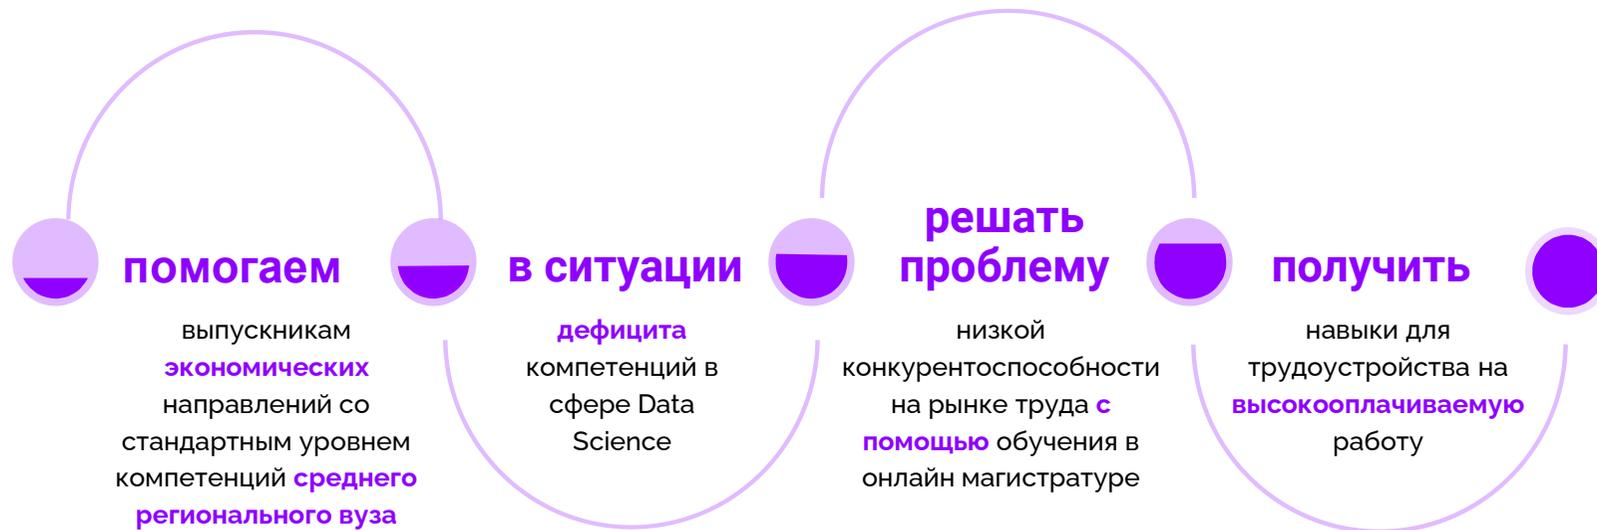 помогаем
выпускникам
экономических
направлений со
стандартным уровнем
компетенций среднего
регионального вуза
в ситуации
дефицита
компетенций в
сфере Data
Science
решать
проблему
низкой
конкурентоспособности
на рынке труда с
помощью обучения в
онлайн магистратуре
получить
навыки для
трудоустройства на
высокооплачиваемую
работу